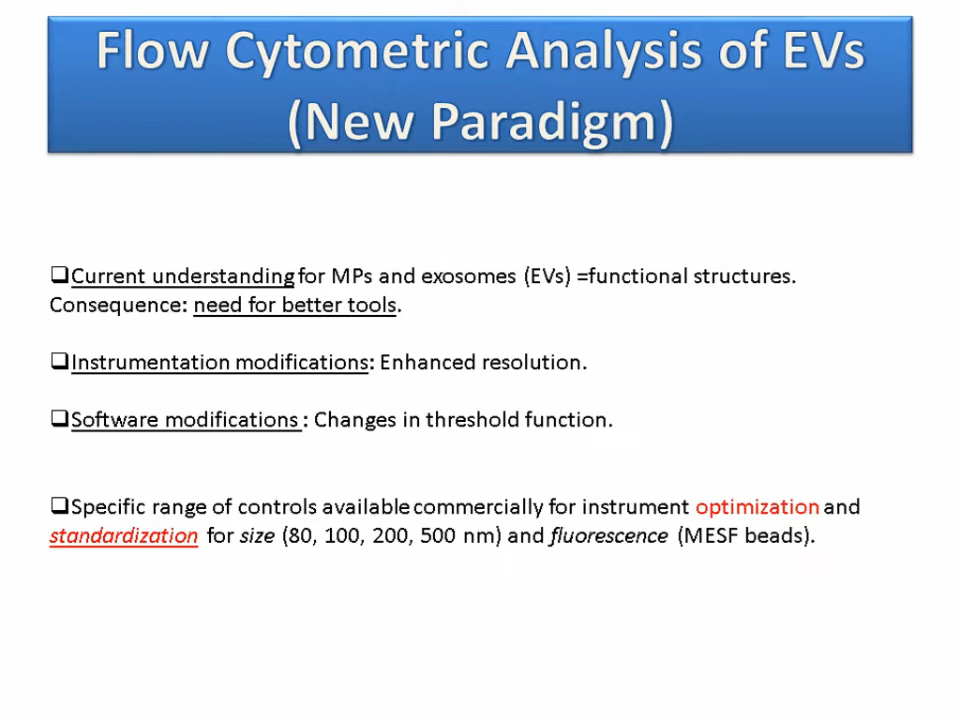 Flow Cytometric Analysis of EVs
(New Paradigm)
❑Current understanding for MPs and exosomes (EVs) =functional structures.
Consequence: need for better tools.
❑Instrumentation modifications: Enhanced resolution.
❑Software modifications : Changes in threshold function.
❑Specific range of controls available commercially for instrument optimization and
standardization for size (80, 100, 200, 500 nm) and fluorescence (MESF beads).